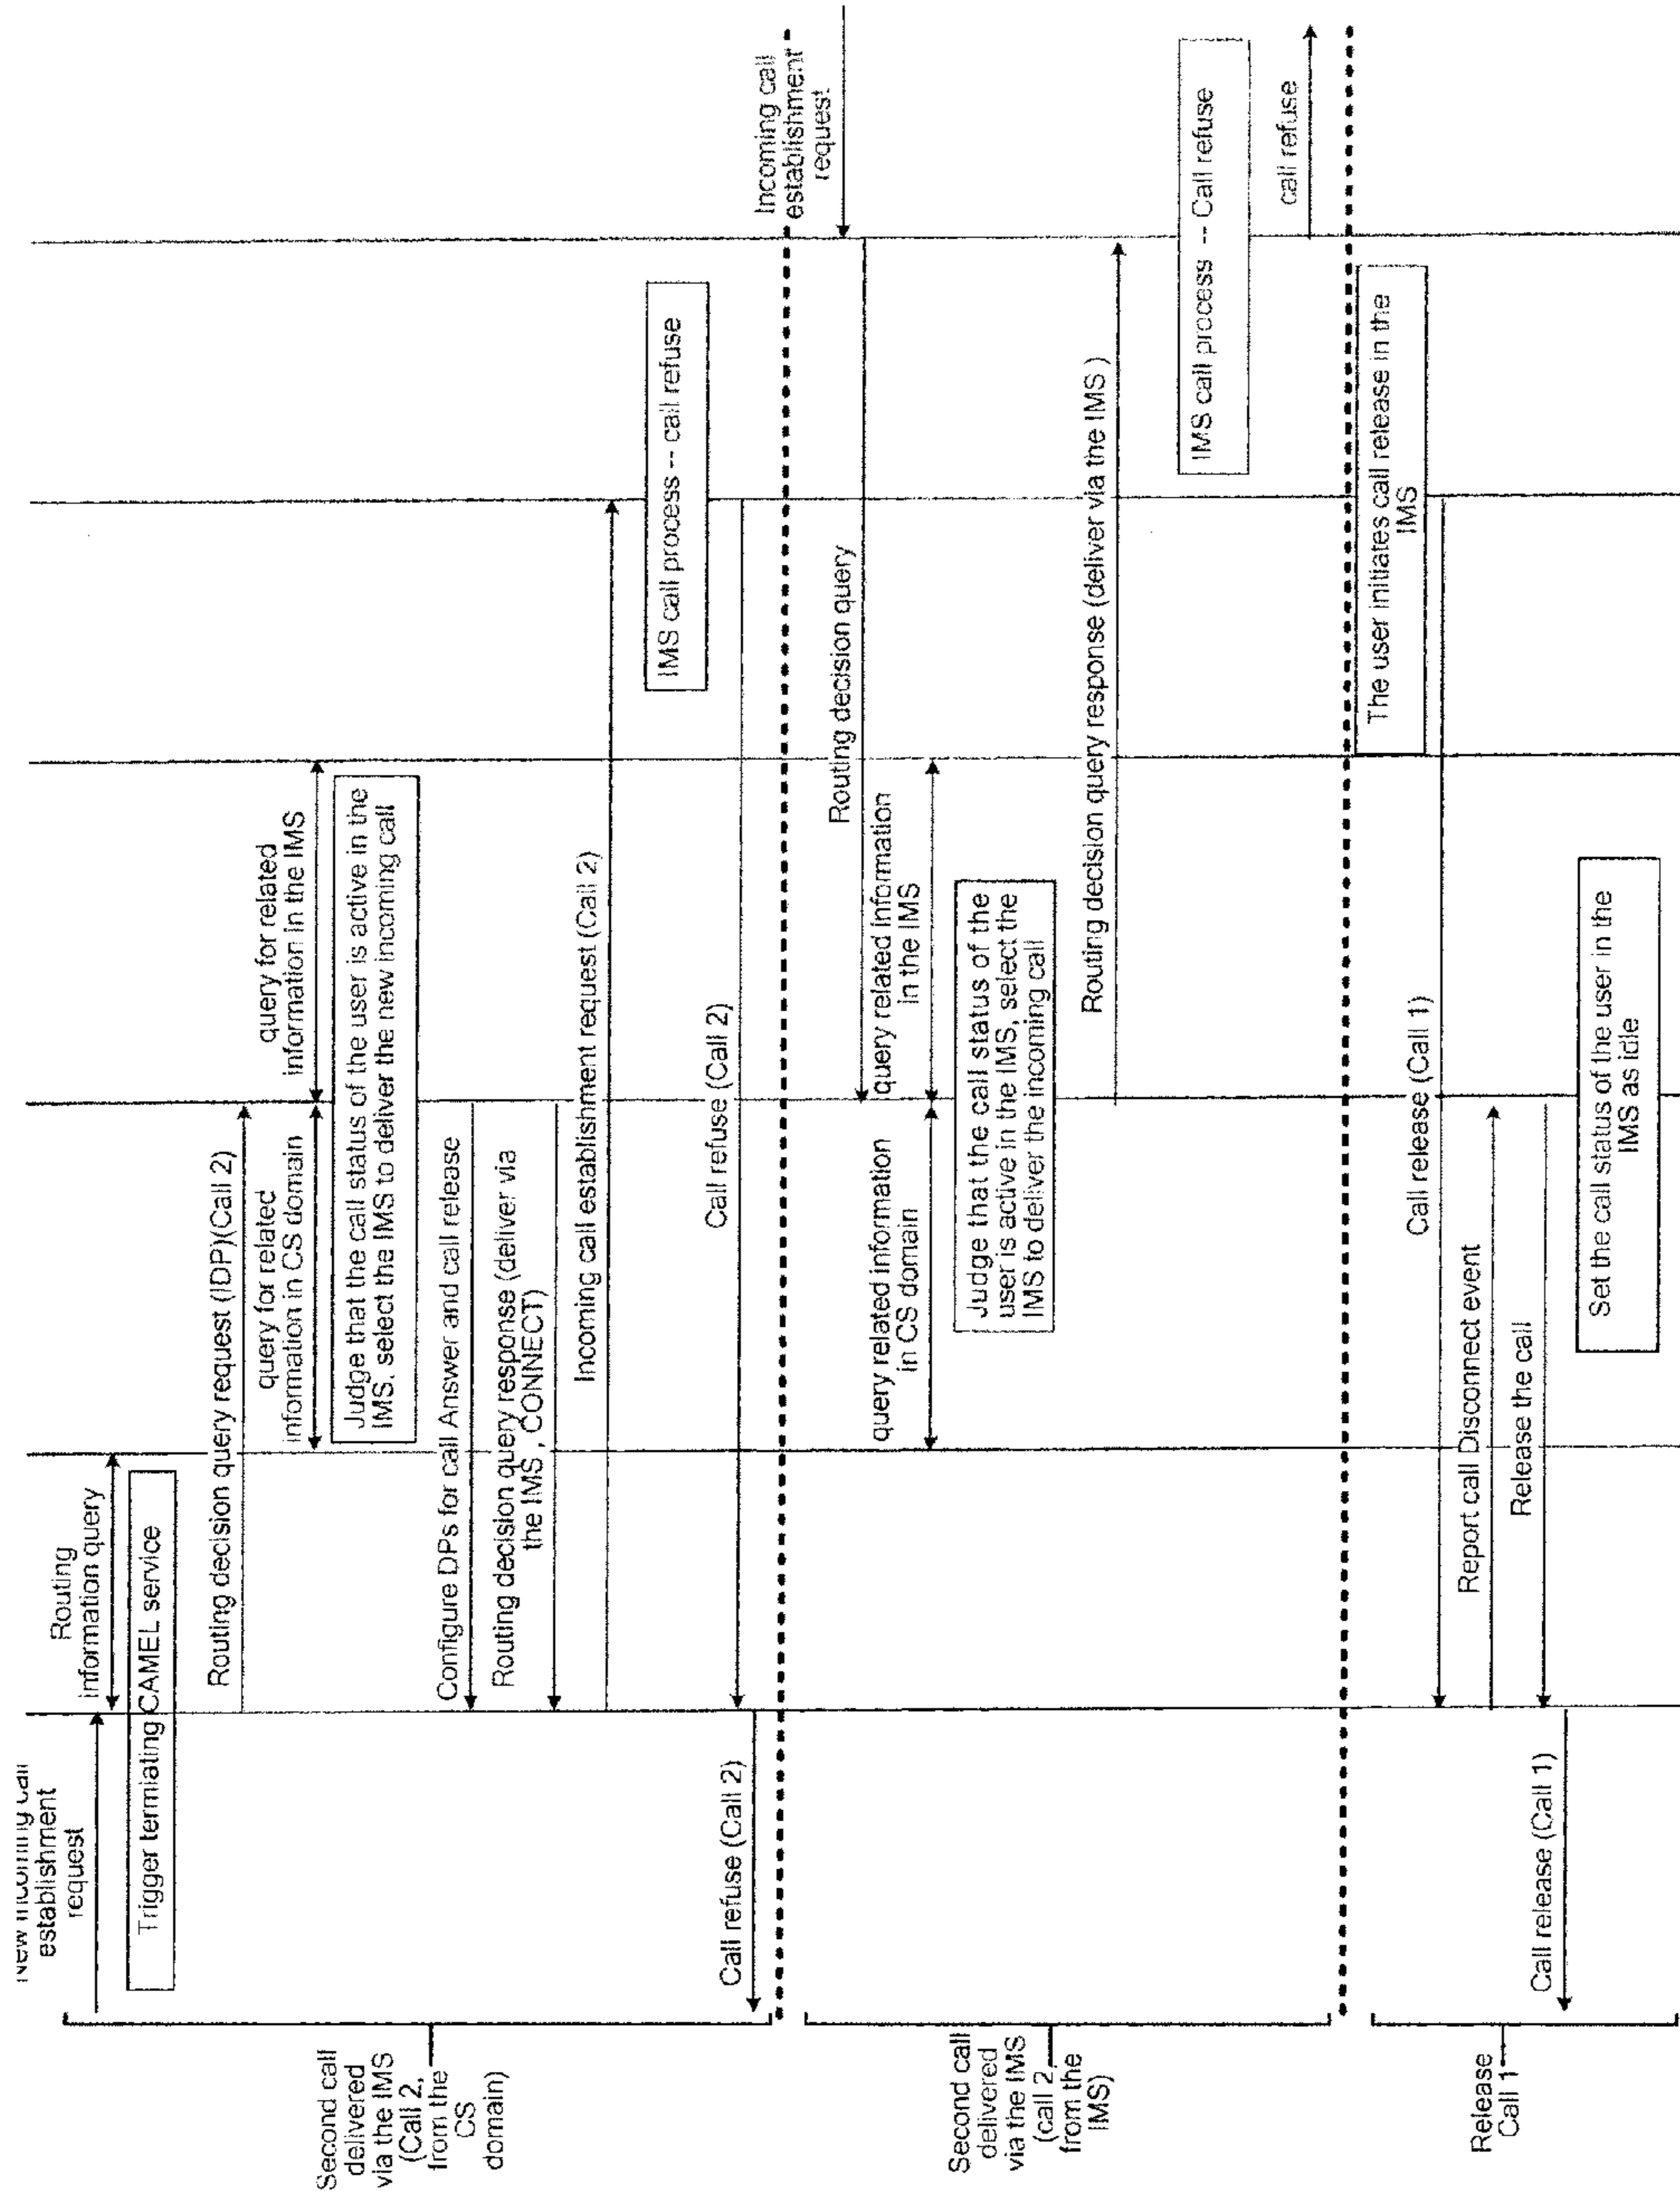 New incoming call
establishment
request
Routing
information query
Trigger termiating CAMEL service
Routing decision query request (IDP)(Call 2)
query for related
information in CS domain
query for related
information in the IMS
Judge that the call status of the user is active in the
IMS, select the IMS to deliver the new incoming call
Configure DPs for call Answer and call release
Routing decision query response (deliver via
the IMS, CONNECT)
Incoming call establishment request (Call 2)
IMS call process -- call refuse
Call refuse (Call 2)
Call refuse (Call 2)
Second call
delivered
via the IMS
(Call 2,
from the
CS
domain)
Incoming call
establishment
request
Routing decision query
query related information
in CS domain
query related information
in the IMS
Judge that the call status of the
user is active in the IMS, select the
IMS to deliver the incoming call
Routing decision query response (deliver via the IMS )
IMS call process -- Call refuse
call refuse
Second call
delivered
via the IMS
(call 2,
from the
IMS)
The user initiates call release in the
IMS
Call release (Call 1)
Report call Disconnect event
Release the call
Call release (Call 1)
Set the call status of the user in the
IMS as idle
Release
Call 1